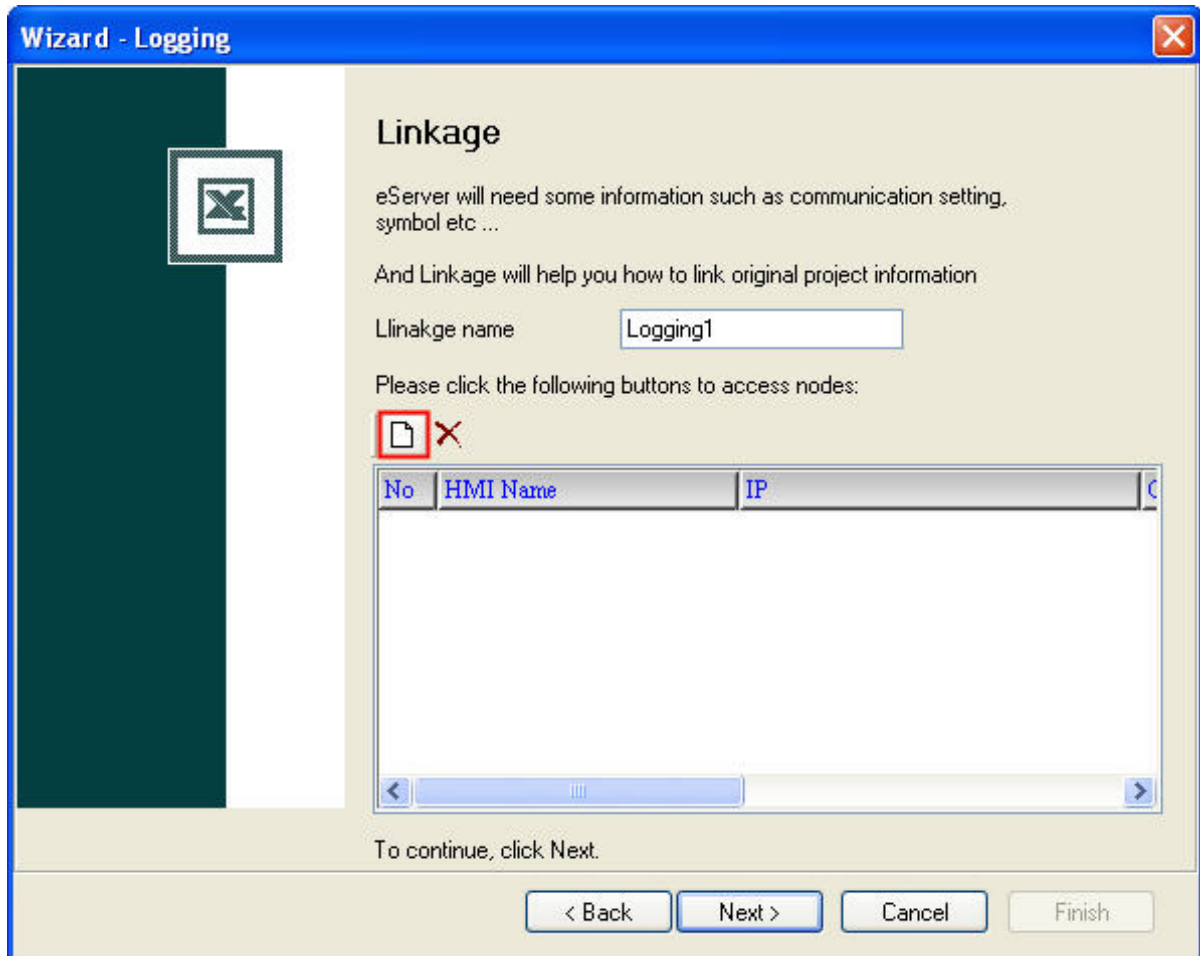 Wizard - Logging
Linkage
eServer will need some information such as communication setting,
symbol etc ...
And Linkage will help you how to link original project information
Llinakge name
Logging1
Please click the following buttons to access nodes:
No HMI Name IP
To continue, click Next.
< Back Next > Cancel Finish